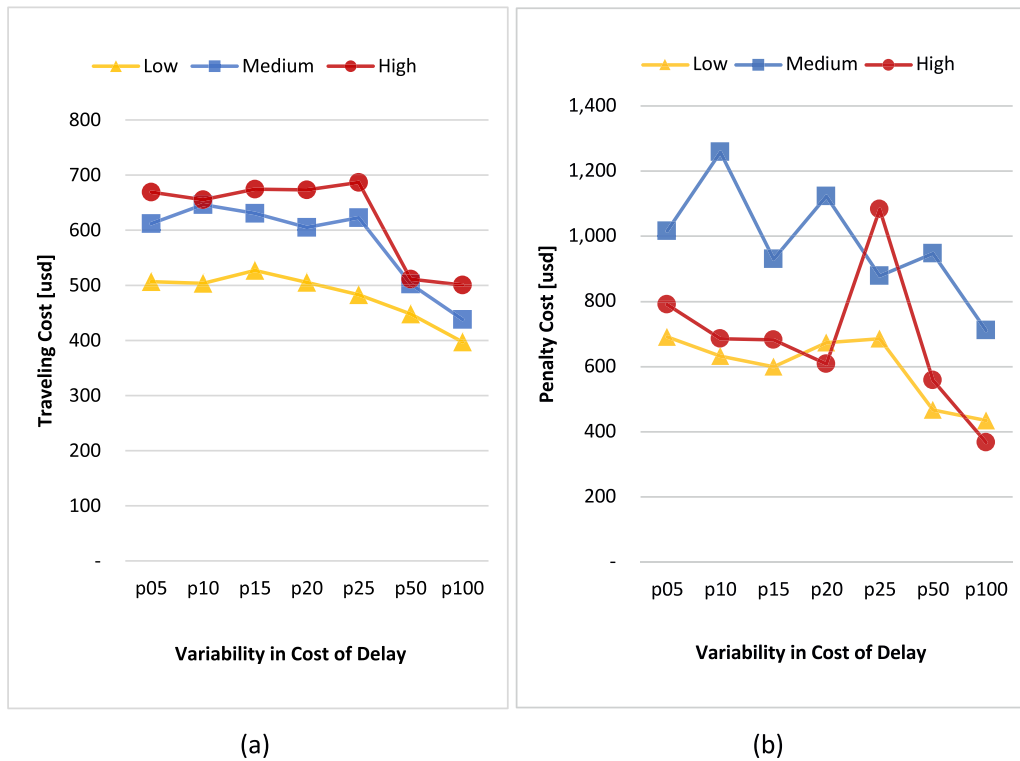 Low Medium High
800
700
600
500
400
300
200
100
-
Traveling Cost [usd]
p05 p10 p15 p20 p25 p50 p100
Variability in Cost of Delay
(a)
Low Medium High
1,400
1,200
1,000
800
600
400
200
-
Penalty Cost [usd]
p05 p10 p15 p20 p25 p50 p100
Variability in Cost of Delay
(b)